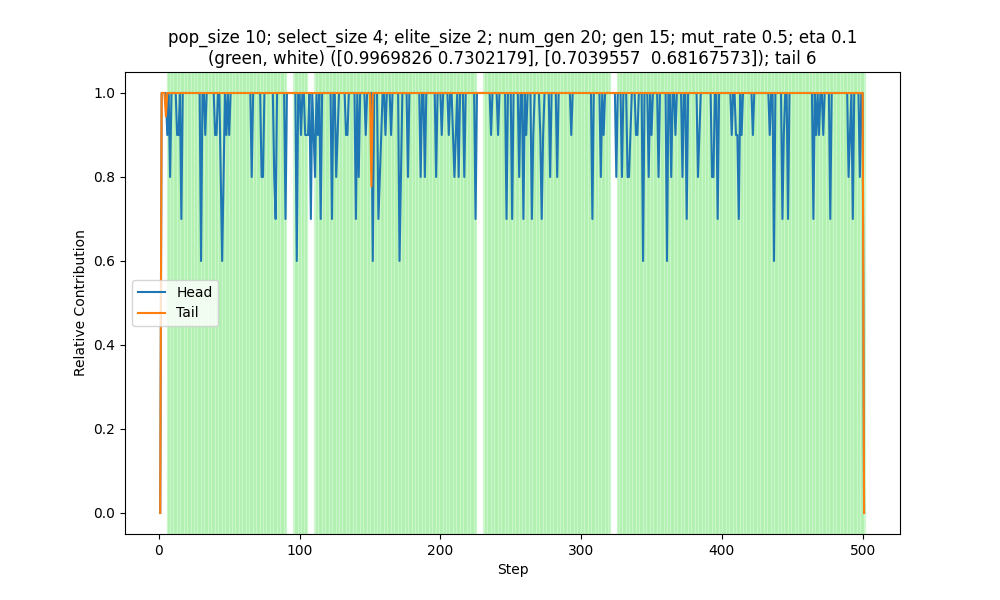 pop_size 10; select_size 4; elite_size 2; num_gen 20; gen 15; mut_rate 0.5; eta 0.1
(green, white) ([0.9969826 0.7302179], [0.7039557  0.68167573]); tail 6
1.0
0.8
0.6
0.4
0.2
0.0
Relative Contribution
Head
Tail
0
100
200
300
400
500
Step